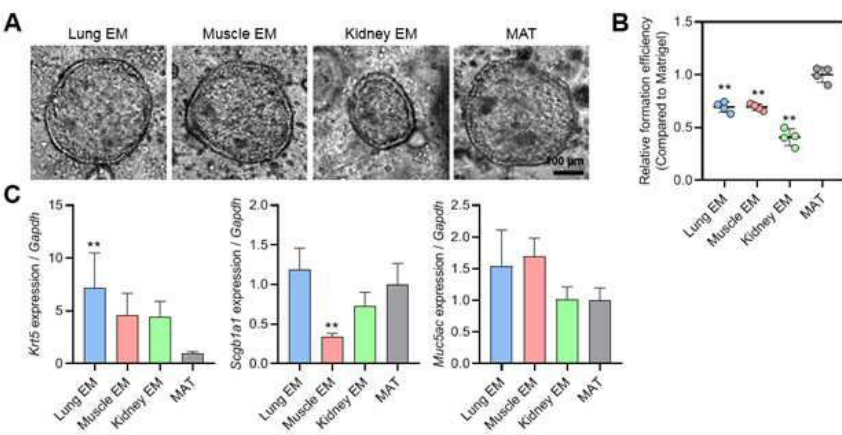 A
Lung EM
Muscle EM
Kidney EM
MAT
100 μm
B
Relative formation efficiency
(Compared to Matrigel)
1.5
1.0
0.5
0.0
**
**
**
Lung EM
Muscle EM
Kidney EM
MAT
C
Krt5 expression / Gapdh
15
10
5
0
**
Lung EM
Muscle EM
Kidney EM
MAT
Scgb1a1 expression / Gapdh
2.0
1.5
1.0
0.5
0.0
**
Lung EM
Muscle EM
Kidney EM
MAT
Muc5ac expression / Gapdh
2.5
2.0
1.5
1.0
0.5
0.0
Lung EM
Muscle EM
Kidney EM
MAT